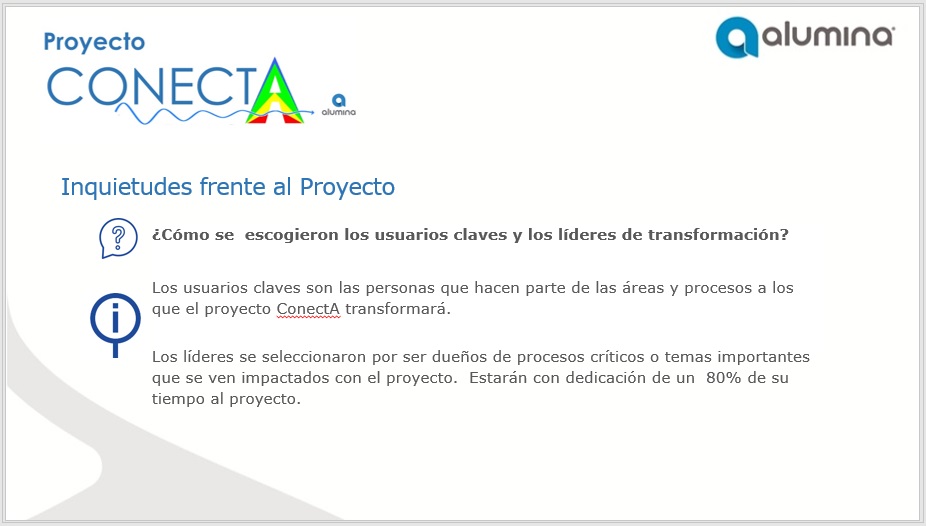 Proyecto
CONECTA
alumina
alumina
Inquietudes frente al Proyecto
¿Cómo se  escogieron los usuarios claves y los líderes de transformación?
Los usuarios claves son las personas que hacen parte de las áreas y procesos a los
que el proyecto ConectA transformará.
Los líderes se seleccionaron por ser dueños de procesos críticos o temas importantes
que se ven impactados con el proyecto.  Estarán con dedicación de un  80% de su
tiempo al proyecto.